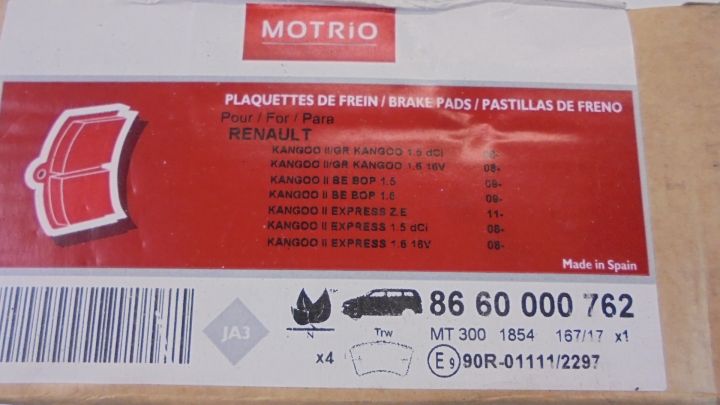 MOTRIO
PLAQUETTES DE FREIN / BRAKE PADS / PASTILLAS DE FRENO
Pour / For / Para
RENAULT
KANGOO II/GR KANGOO 1.5 dCi 08-
KANGOO II/GR KANGOO 1.6 16V 08-
KANGOO II BE BOP 1.5 09-
KANGOO II BE BOP 1.6 09-
KANGOO II EXPRESS Z.E 11-
KANGOO II EXPRESS 1.5 dCi 08-
KANGOO II EXPRESS 1.6 16V 08-
Made in Spain
JA3
N
x4
Trw
86 60 000 762
MT 300 1854 167/17 x1
E9 90R-01111/2297